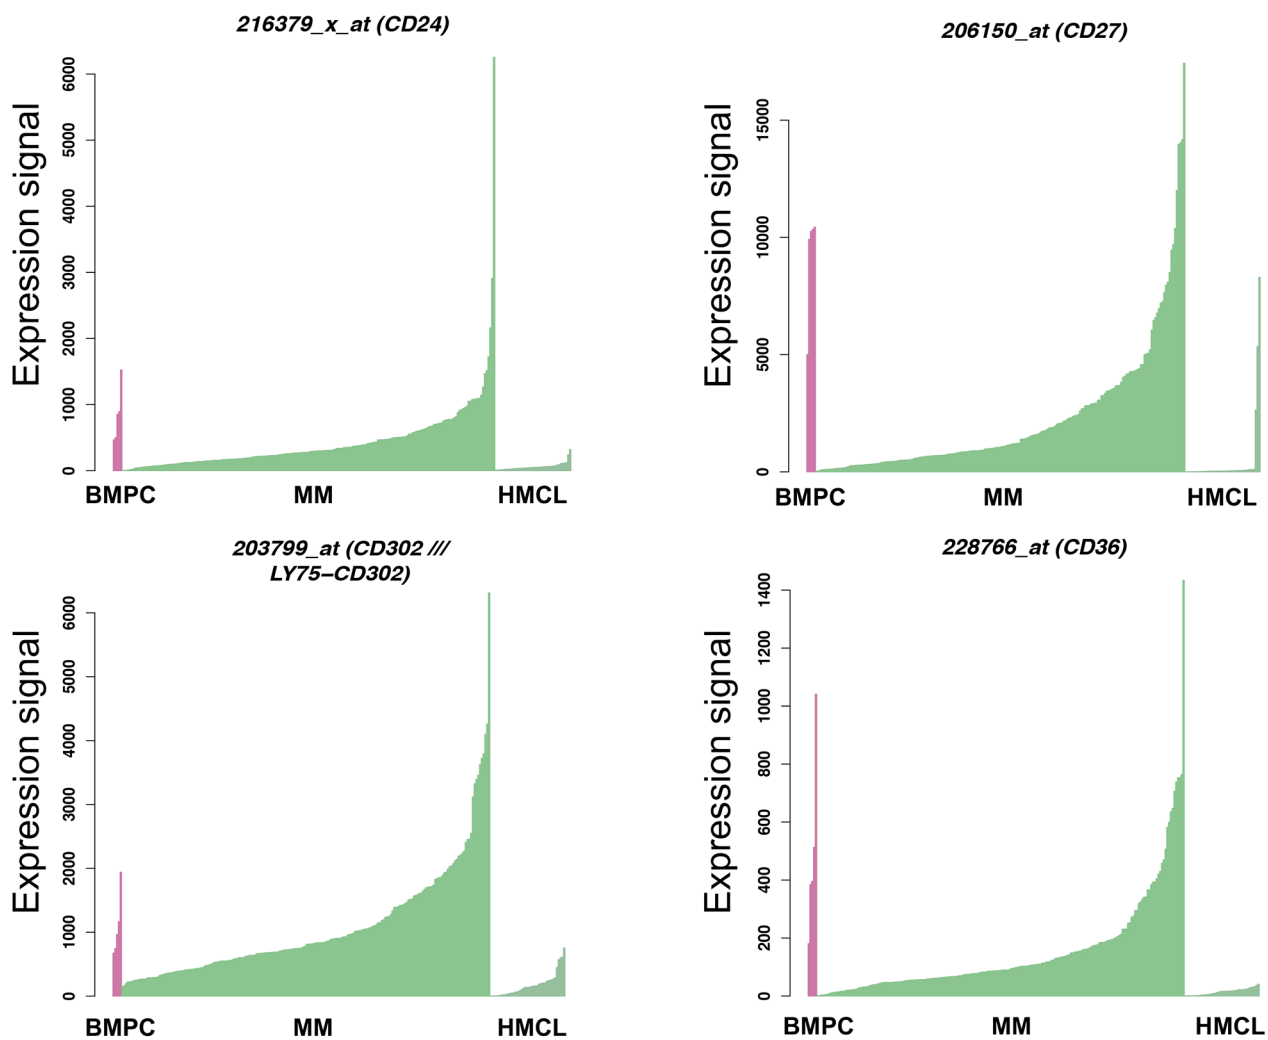 216379_x_at (CD24)
Expression signal
6000
5000
4000
3000
2000
1000
0
BMPC MM HMCL
206150_at (CD27)
Expression signal
15000
10000
5000
0
BMPC MM HMCL
203799_at (CD302 ///
LY75–CD302)
Expression signal
6000
5000
4000
3000
2000
1000
0
BMPC MM HMCL
228766_at (CD36)
Expression signal
1400
1200
1000
800
600
400
200
0
BMPC MM HMCL